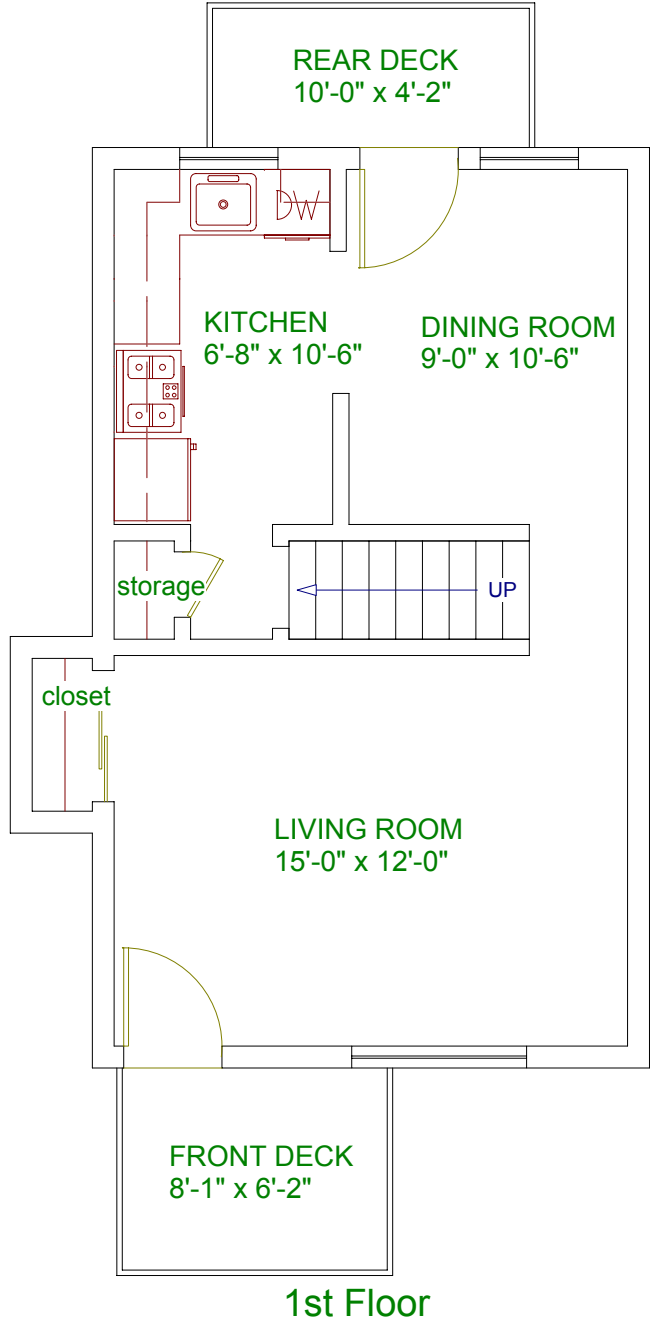 REAR DECK
10'-0" x 4'-2"
DW
KITCHEN
6'-8" x 10'-6"
DINING ROOM
9'-0" x 10'-6"
storage
UP
closet
LIVING ROOM
15'-0" x 12'-0"
FRONT DECK
8'-1" x 6'-2"
1st Floor